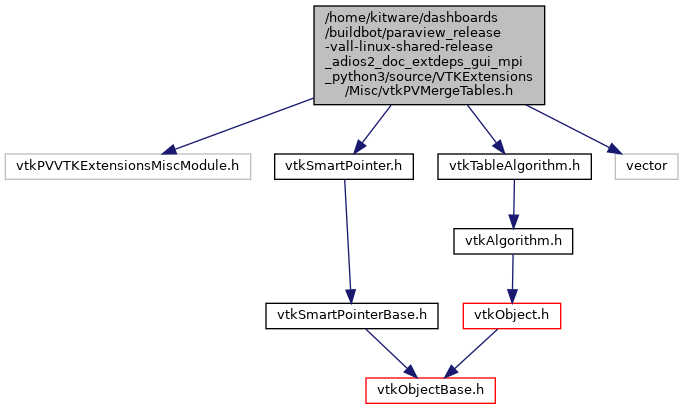 /home/kitware/dashboards
/buildbot/paraview_release
-vall-linux-shared-release
_adios2_doc_extdeps_gui_mpi
_python3/source/VTKExtensions
/Misc/vtkPVMergeTables.h
vtkPVVTKExtensionsMiscModule.h
vtkSmartPointer.h
vtkTableAlgorithm.h
vector
vtkAlgorithm.h
vtkSmartPointerBase.h
vtkObject.h
vtkObjectBase.h